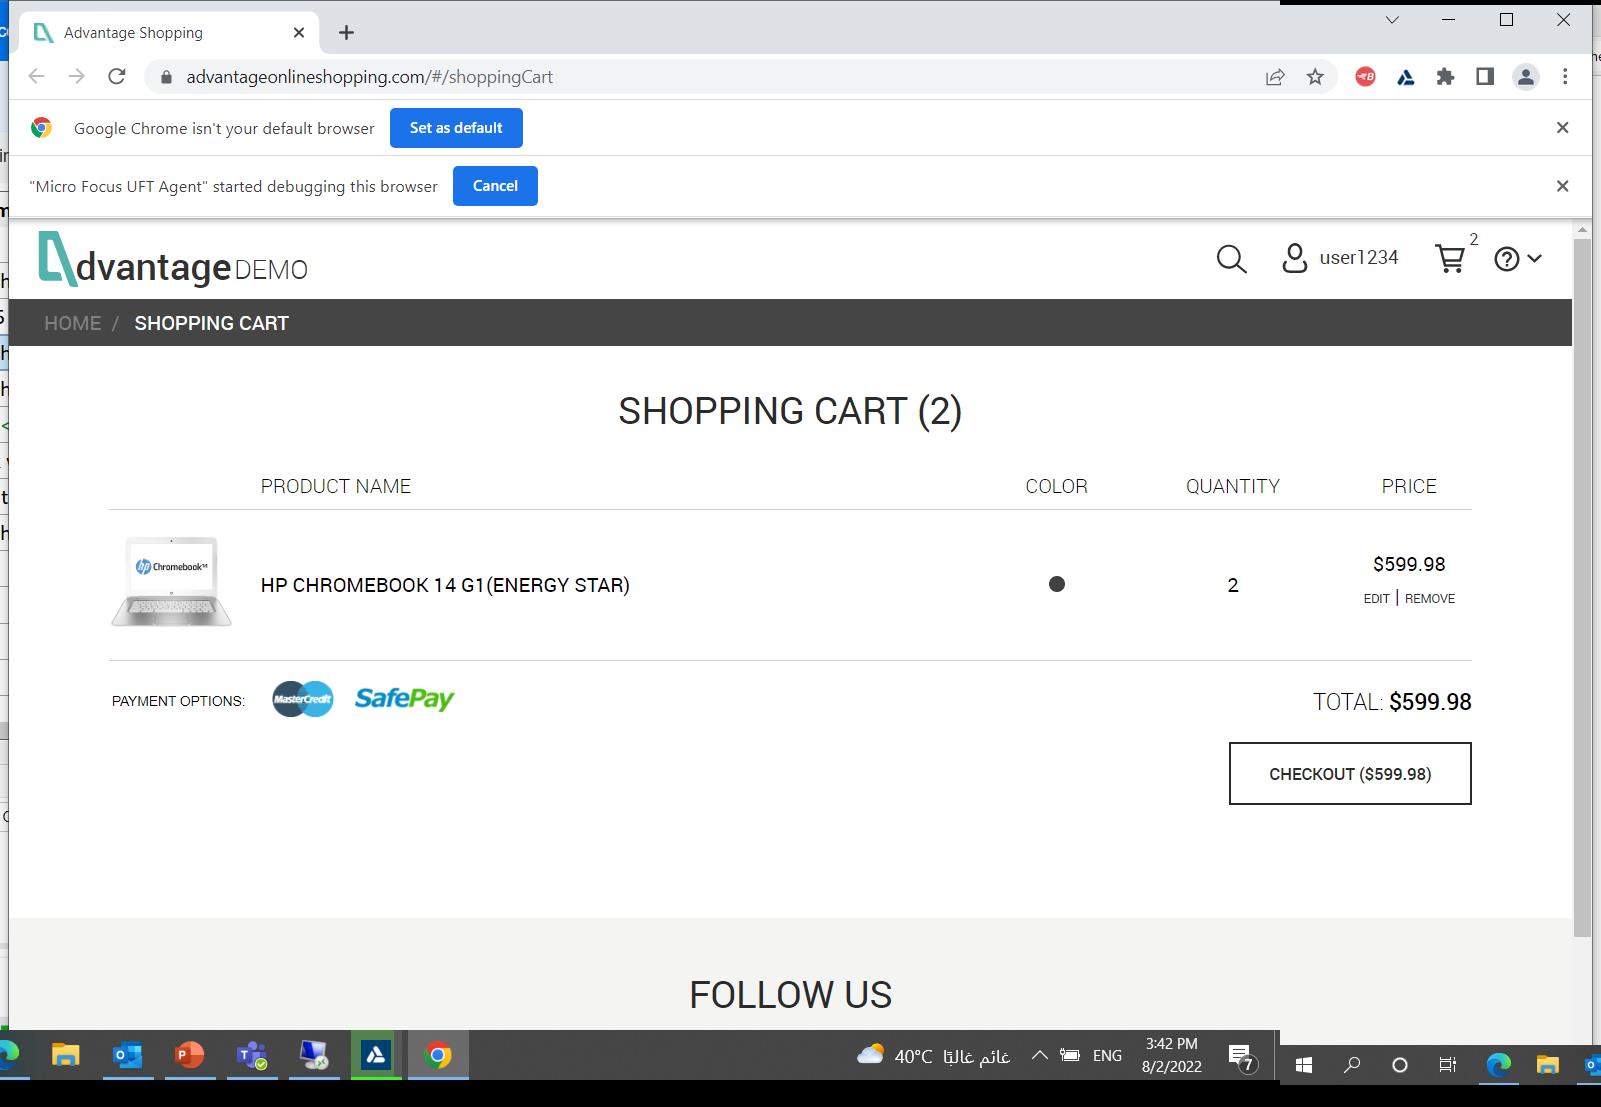 Advantage Shopping
advantageonlineshopping.com/#/shoppingCart
Google Chrome isn't your default browser
Set as default
"Micro Focus UFT Agent" started debugging this browser
Cancel
dvantage DEMO
user1234
2
HOME / SHOPPING CART
SHOPPING CART (2)
PRODUCT NAME COLOR QUANTITY PRICE
hp Chromebook
HP CHROMEBOOK 14 G1(ENERGY STAR)
2
$599.98
EDIT | REMOVE
PAYMENT OPTIONS:
MasterCredit
SafePay
TOTAL: $599.98
CHECKOUT ($599.98)
FOLLOW US
40°C غائم غالبًا
ENG
3:42 PM
8/2/2022
7